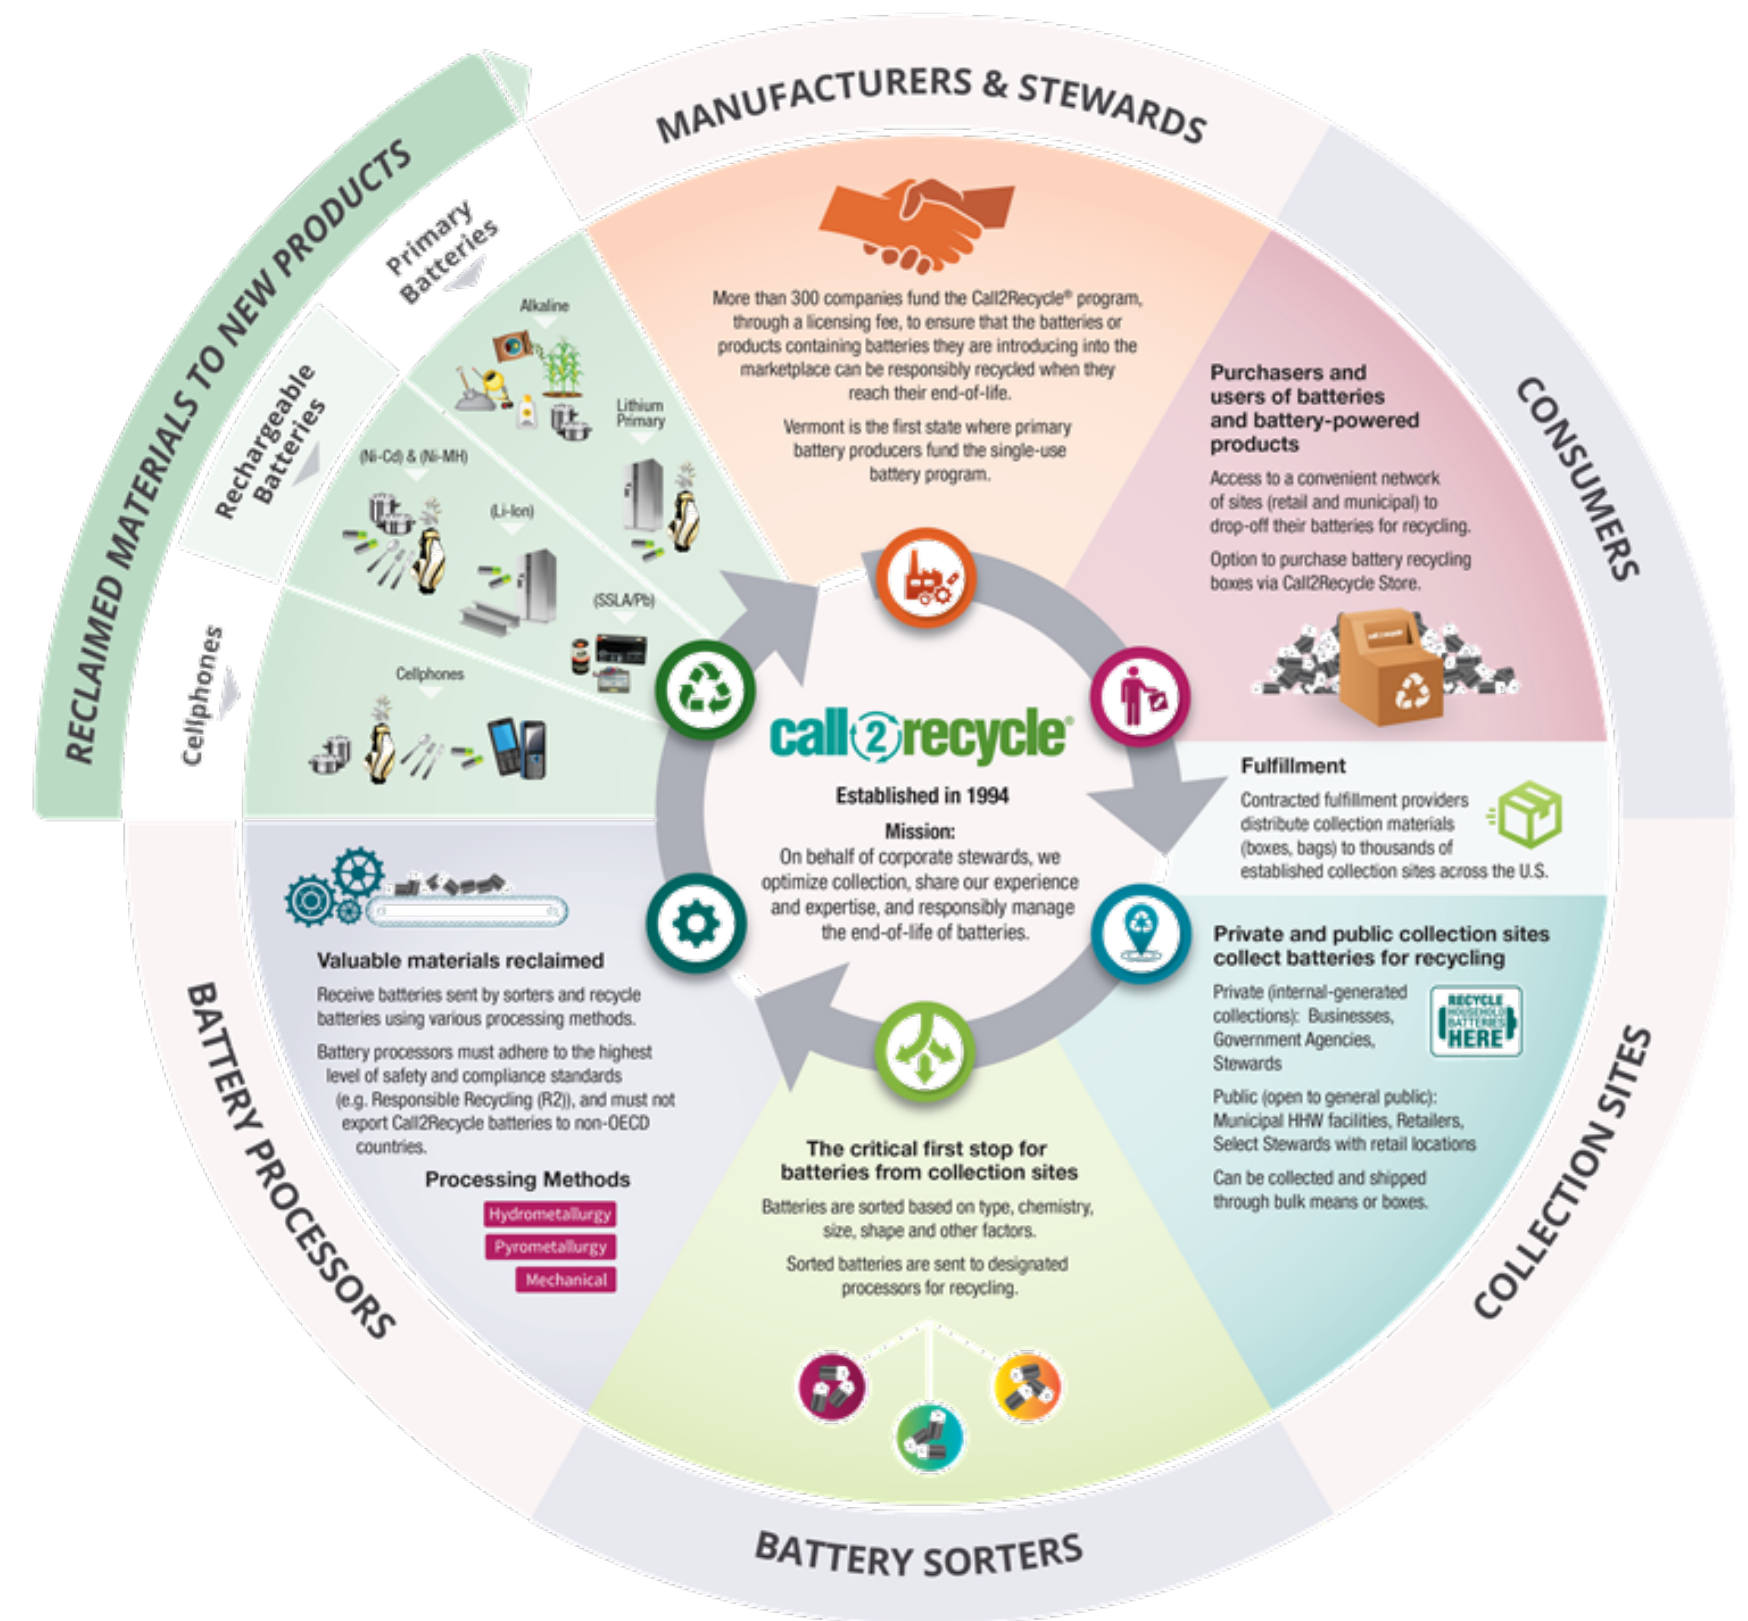 MANUFACTURERS & STEWARDS
More than 300 companies fund the Call2Recycle® program,
through a licensing fee, to ensure that the batteries or
products containing batteries they are introducing into the
marketplace can be responsibly recycled when they
reach their end-of-life.
Vermont is the first state where primary
battery producers fund the single-use
battery program.
CONSUMERS
Purchasers and
users of batteries
and battery-powered
products
Access to a convenient network
of sites (retail and municipal) to
drop-off their batteries for recycling.
Option to purchase battery recycling
boxes via Call2Recycle Store.
call2recycle
Fulfillment
Contracted fulfillment providers
distribute collection materials
(boxes, bags) to thousands of
established collection sites across the U.S.
COLLECTION SITES
Private and public collection sites
collect batteries for recycling
Private (internal-generated
collections): Businesses,
Government Agencies,
Stewards
RECYCLE
HOUSEHOLD
BATTERIES
HERE
Public (open to general public):
Municipal HHW facilities, Retailers,
Select Stewards with retail locations
Can be collected and shipped
through bulk means or boxes.
BATTERY SORTERS
The critical first stop for
batteries from collection sites
Batteries are sorted based on type, chemistry,
size, shape and other factors.
Sorted batteries are sent to designated
processors for recycling.
BATTERY PROCESSORS
Valuable materials reclaimed
Receive batteries sent by sorters and recycle
batteries using various processing methods.
Battery processors must adhere to the highest
level of safety and compliance standards
(e.g. Responsible Recycling (R2)), and must not
export Call2Recycle batteries to non-OECD
countries.
Processing Methods
Hydrometallurgy
Pyrometallurgy
Mechanical
RECLAIMED MATERIALS TO NEW PRODUCTS
Primary
Batteries
Alkaline
Lithium
Primary
Rechargeable
Batteries
(Ni-Cd) & (Ni-MH)
(Li-Ion)
(SSLA/Pb)
Cellphones
Cellphones
call2recycle®
Established in 1994
Mission:
On behalf of corporate stewards, we
optimize collection, share our experience
and expertise, and responsibly manage
the end-of-life of batteries.